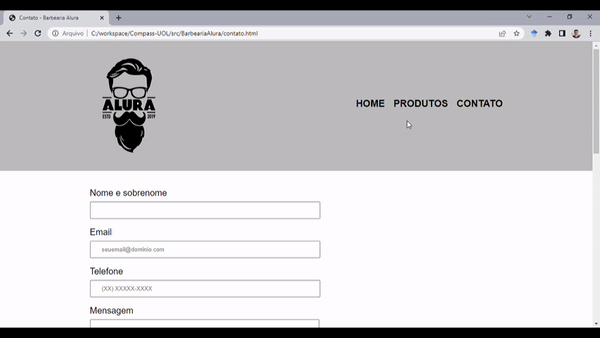 Contato - Barbearia Alura
Arquivo | C:/workspace/Compass-UOL/src/BarbeariaAlura/contato.html
ALURA
ESTD 2019
HOME PRODUTOS CONTATO
Nome e sobrenome
Email
seuemail@dominio.com
Telefone
(XX) XXXXX-XXXX
Mensagem